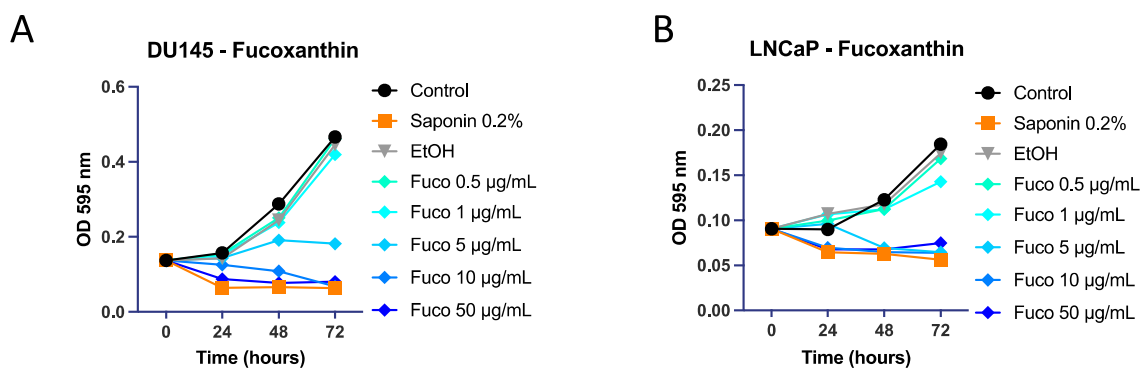 A
DU145 - Fucoxanthin
OD 595 nm
0.6
0.4
0.2
0.0
0
24
48
72
Time (hours)
Control
Saponin 0.2%
EtOH
Fuco 0.5 µg/mL
Fuco 1 µg/mL
Fuco 5 µg/mL
Fuco 10 µg/mL
Fuco 50 µg/mL
B
LNCaP - Fucoxanthin
OD 595 nm
0.25
0.20
0.15
0.10
0.05
0.00
0
24
48
72
Time (hours)
Control
Saponin 0.2%
EtOH
Fuco 0.5 µg/mL
Fuco 1 µg/mL
Fuco 5 µg/mL
Fuco 10 µg/mL
Fuco 50 µg/mL